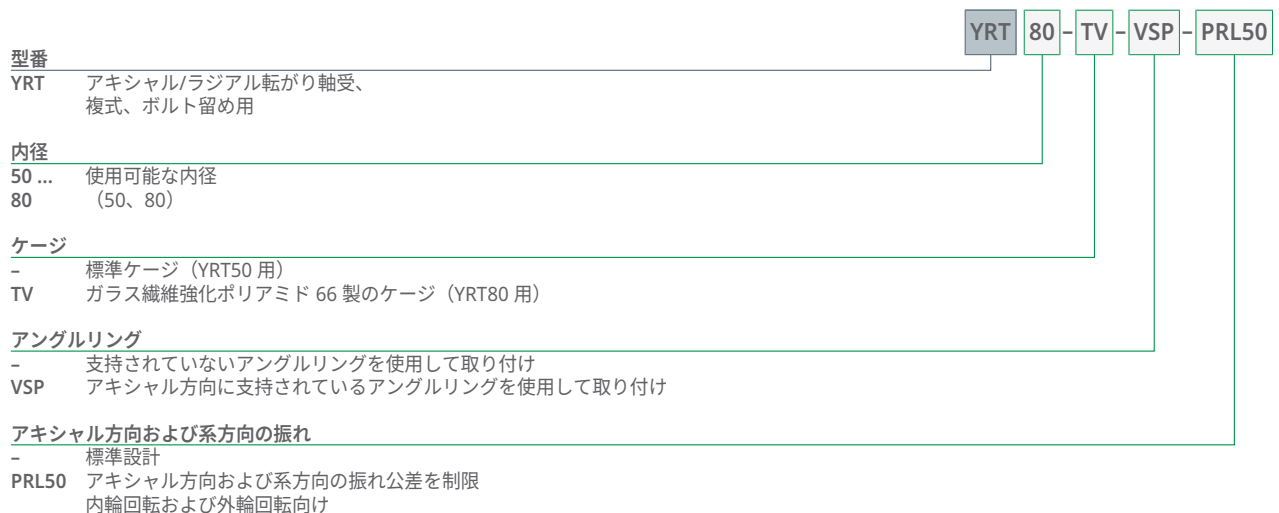 YRT 80 – TV – VSP – PRL50
型番
YRT アキシャル/ラジアル転がり軸受、
複式、ボルト留め用
内径
50 ... 使用可能な内径
80 （50、80）
ケージ
– 標準ケージ（YRT50 用）
TV ガラス繊維強化ポリアミド 66 製のケージ（YRT80 用）
アングルリング
– 支持されていないアングルリングを使用して取り付け
VSP アキシャル方向に支持されているアングルリングを使用して取り付け
アキシャル方向および系方向の振れ
– 標準設計
PRL50 アキシャル方向および系方向の振れ公差を制限
内輪回転および外輪回転向け